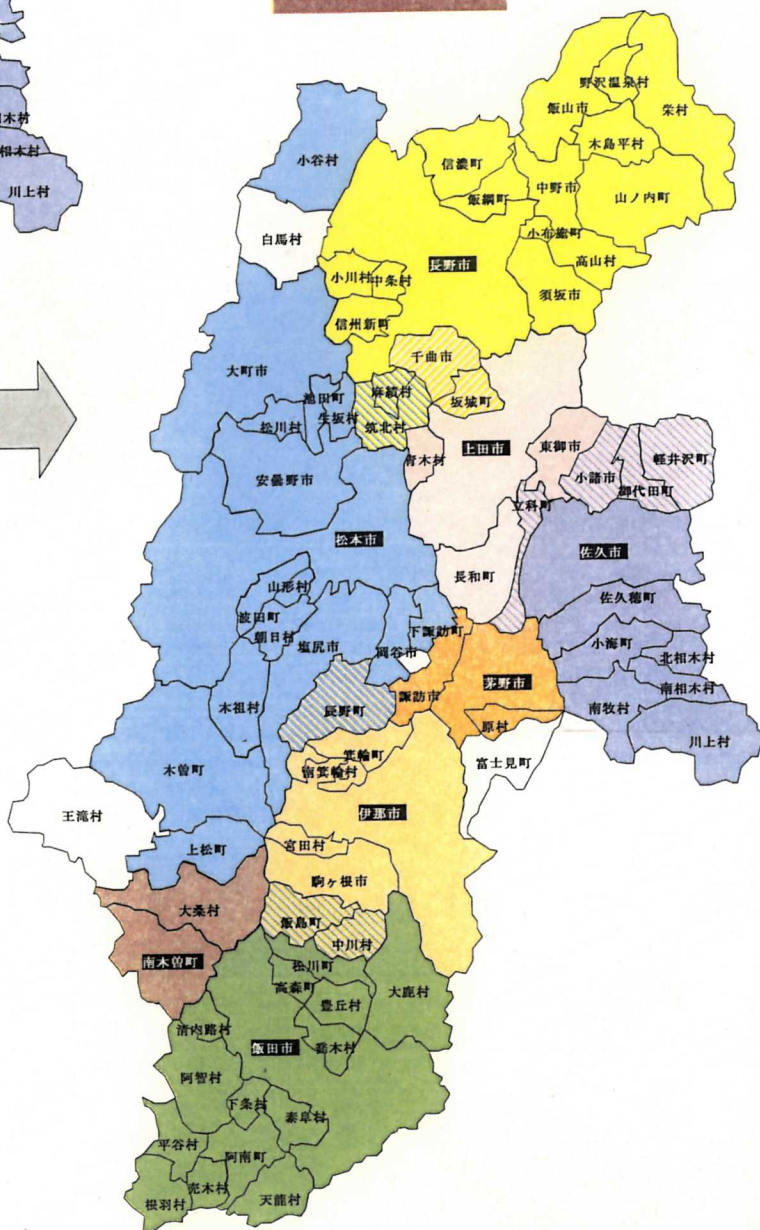 木村
相木村
川上村
野沢温泉村
飯山市
栄村
木島平村
信濃町
飯綱町
中野市
山ノ内町
小谷村
白馬村
小布施町
高山村
長野市
須坂市
小川村
中条村
信州新町
千曲市
大町市
池田町
麻績村
坂城町
生坂村
松川村
筑北村
青木村
上田市
東御市
小諸市
軽井沢町
御代田町
安曇野市
立科町
松本市
佐久市
長和町
山形村
佐久穂町
波田町
朝日村
塩尻市
岡谷市
下諏訪町
小海町
北相木村
南相木村
茅野市
諏訪市
木祖村
辰野町
原村
南牧村
川上村
富士見町
箕輪町
南箕輪村
木曽町
王滝村
伊那市
上松町
宮田村
駒ヶ根市
大桑村
飯島町
中川村
南木曽町
松川町
高森町
豊丘村
大鹿村
清内路村
飯田市
喬木村
阿智村
下条村
泰阜村
平谷村
阿南町
売木村
根羽村
天龍村